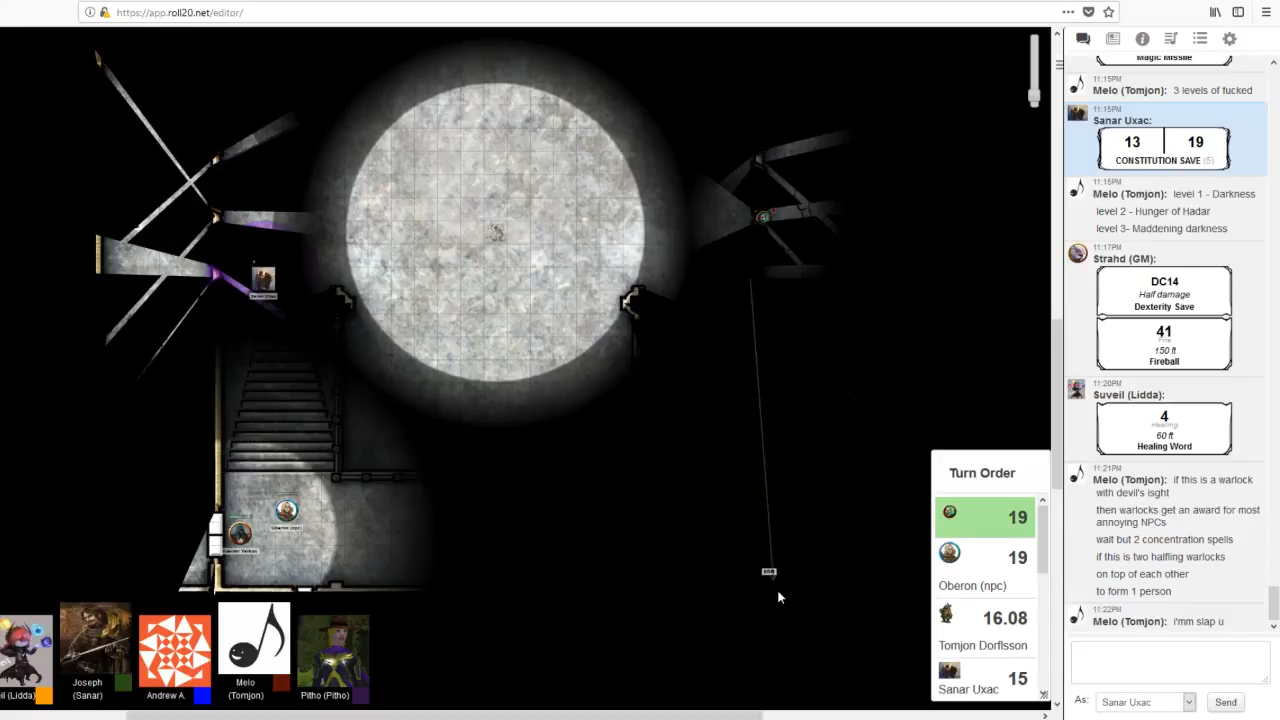 https://app.roll20.net/editor/
Magic Missile
11:15PM
Melo (Tomjon): 3 levels of fucked
11:15PM
Sanar Uxac:
13 19
CONSTITUTION SAVE (5)
11:15PM
Melo (Tomjon): level 1 - Darkness
level 2 - Hunger of Hadar
level 3- Maddening darkness
11:17PM
Strahd (GM):
DC14
Half damage
Dexterity Save
41
Fire
150 ft
Fireball
11:20PM
Suveil (Lidda):
4
Healing
60 ft
Healing Word
11:21PM
Melo (Tomjon): if this is a warlock
with devil's isght
then warlocks get an award for most
annoying NPCs
wait but 2 concentration spells
if this is two halfling warlocks
on top of each other
to form 1 person
11:22PM
Melo (Tomjon): i'mm slap u
As: Sanar Uxac Send
Turn Order
19
19
Oberon (npc)
16.08
Tomjon Dorflsson
15
Sanar Uxac
Oberon (npc)
eil (Lidda)
Joseph
(Sanar)
Andrew A.
Melo
(Tomjon)
Pitho (Pitho)